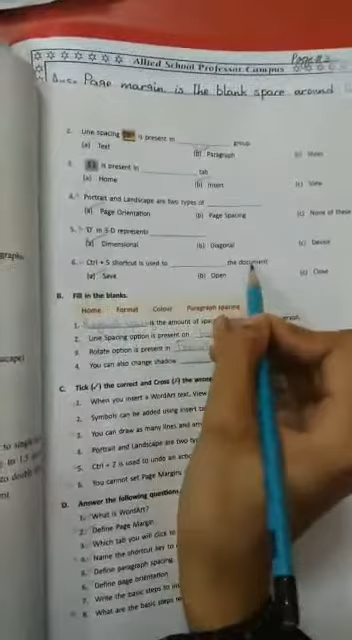 Allied School Professor Campus Page # 2
Ans= Page margin is the blank space around
2. Line Spacing is present in ________ group
(a) Text (b) Paragraph (c) Styles
3. is present in ________ tab
(a) Home (b) Insert (c) View
4. Portrait and Landscape are two types of ________
(a) Page Orientation (b) Page Spacing (c) None of these
5. 'D' in 3-D represents ________
(a) Dimensional (b) Diagonal (c) Device
6. Ctrl + S shortcut is used to ________ the document
(a) Save (b) Open (c) Close
B. Fill in the blanks.
Home Format Colour Paragraph spacing
1. is the amount of graph.
2. Line Spacing option is present on
3. Rotate option is present in
4. You can also change shadow
C. Tick (✓) the correct and Cross (✗) the
1. When you insert a WordArt text, View
2. Symbols can be added using Insert
3. You can draw as many lines and
4. Portrait and Landscape are two
5. Ctrl + Z is used to undo an
6. You cannot set Page Margins
D. Answer the following questions
1. What is WordArt?
2. Define Page Margin.
3. Which tab you will click to
4. Name the shortcut key to
5. Define paragraph spacing.
6. Define page orientation
7. Write the basic steps to
8. What are the basic steps